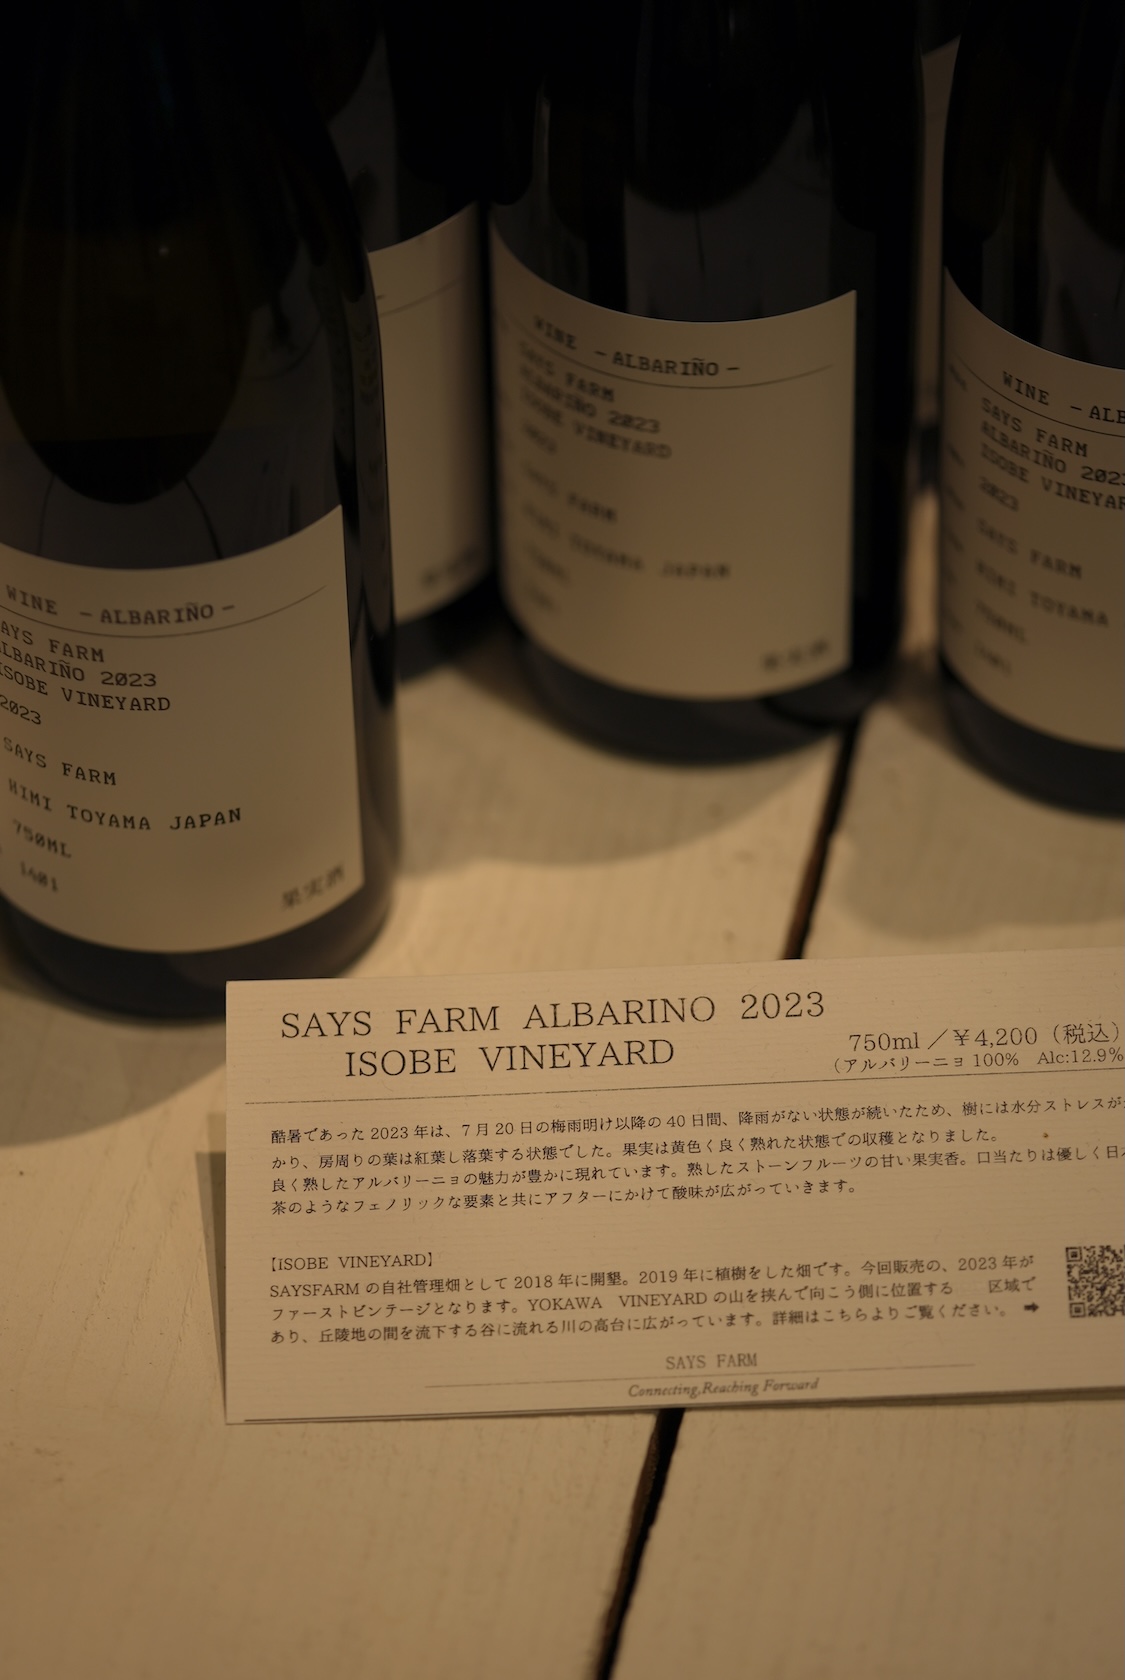 WINE -ALBARIÑO-
SAYS FARM
ALBARIÑO 2023
ISOBE VINEYARD
2023
SAYS FARM
HIMI TOYAMA JAPAN
750ML
1401
果実酒
WINE -ALBARIÑO-
SAYS FARM
ALBARIÑO 2023
ISOBE VINEYARD
2023
SAYS FARM
HIMI TOYAMA JAPAN
果実酒
WINE -ALB
SAYS FARM
ALBARIÑO 2023
ISOBE VINEYAR
2023
SAYS FARM
HIMI TOYAMA
750ML
1401
SAYS FARM ALBARINO 2023
ISOBE VINEYARD
750ml／¥4,200（税込）
（アルバリーニョ 100% Alc:12.9%
酷暑であった 2023 年は、7 月 20 日の梅雨明け以降の 40 日間、降雨がない状態が続いたため、樹には水分ストレスが
かり、房周りの葉は紅葉し落葉する状態でした。果実は黄色く良く熟れた状態での収穫となりました。
良く熟したアルバリーニョの魅力が豊かに現れています。熟したストーンフルーツの甘い果実香。口当たりは優しく日
茶のようなフェノリックな要素と共にアフターにかけて酸味が広がっていきます。
【ISOBE VINEYARD】
SAYSFARM の自社管理畑として 2018 年に開墾。2019 年に植樹をした畑です。今回販売の、2023 年が
ファーストビンテージとなります。YOKAWA VINEYARD の山を挟んで向こう側に位置する 区域で
あり、丘陵地の間を流下する谷に流れる川の高台に広がっています。詳細はこちらよりご覧ください。 ➡
SAYS FARM
Connecting,Reaching Forward